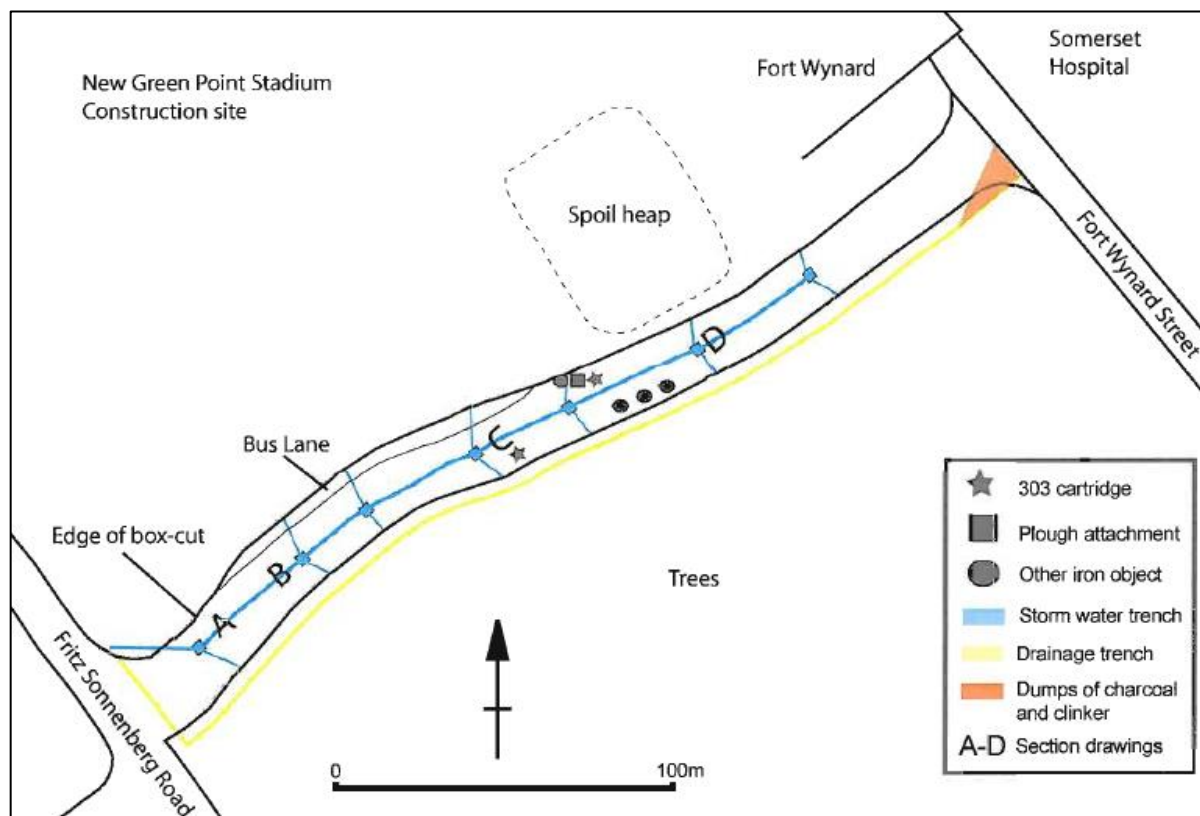 New Green Point Stadium
Construction site
Fort Wynard
Somerset
Hospital
Spoil heap
Fort Wynard Street
D
C
Bus Lane
Edge of box-cut
B
A
Trees
Fritz Sonnenberg Road
0
100m
303 cartridge
Plough attachment
Other iron object
Storm water trench
Drainage trench
Dumps of charcoal
and clinker
A-D Section drawings